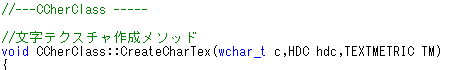 //---CCherClass -----
//文字テクスチャ作成メソッド
void CCherClass::CreateCharTex(wchar_t c,HDC hdc,TEXTMETRIC TM)
{